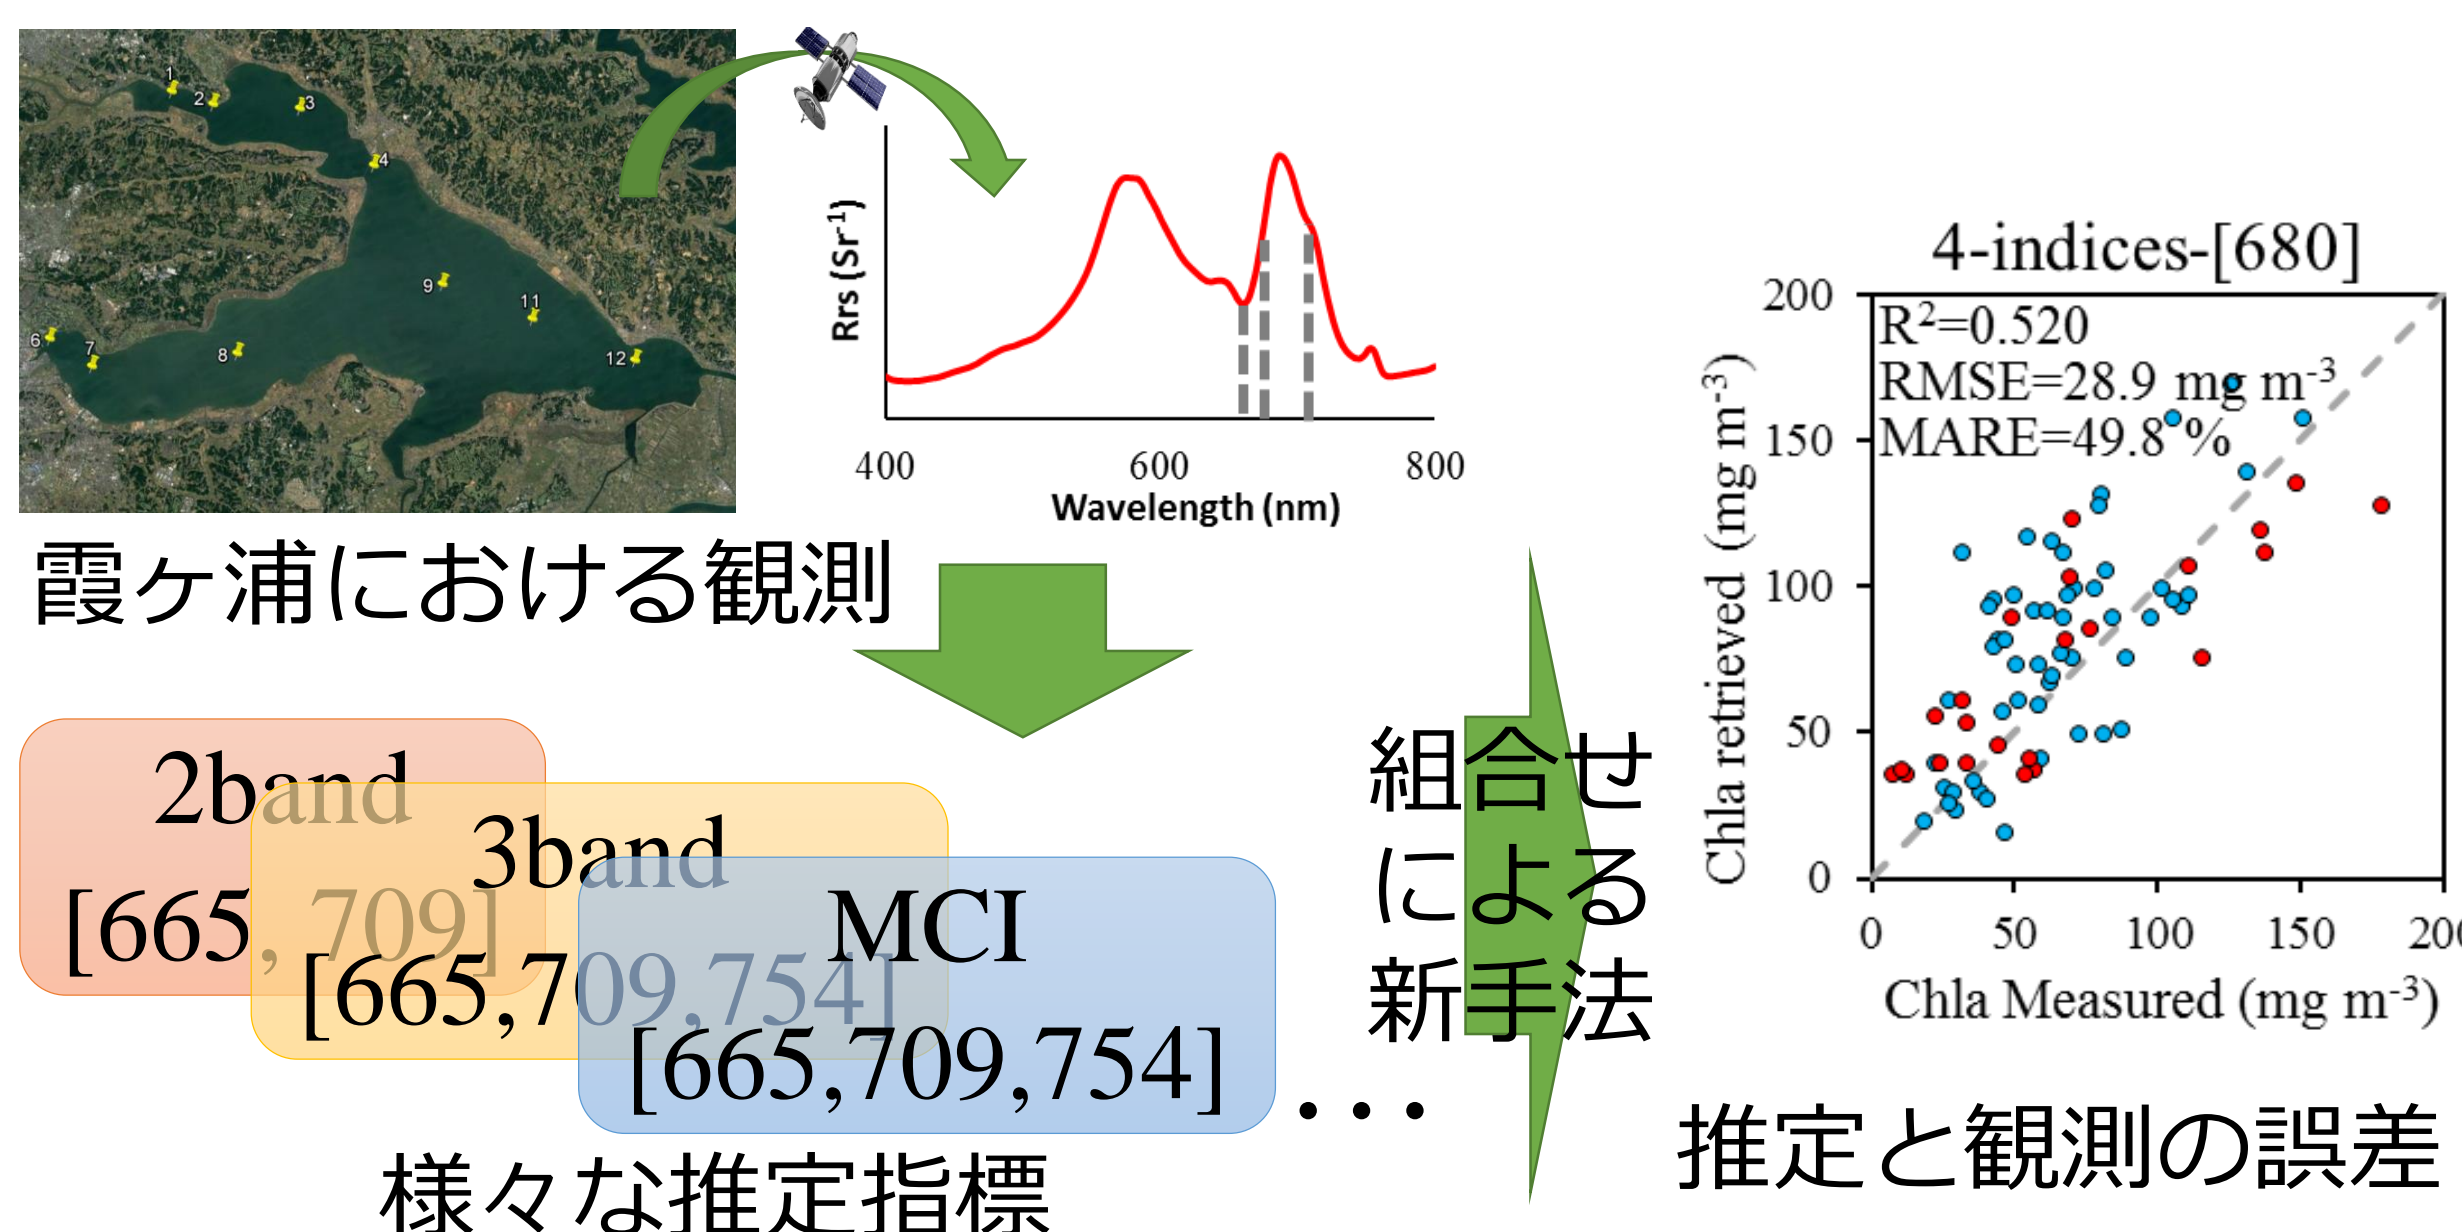 1
2
3
4
6
7
8
9
11
12
霞ヶ浦における観測
Rrs (Sr⁻¹)
400 600 800
Wavelength (nm)
2band
[665, 709]
3band
[665,709,754]
MCI
[665,709,754]
・・・
様々な推定指標
組合せ
による
新手法
4-indices-[680]
R²=0.520
RMSE=28.9 mg m⁻³
MARE=49.8 %
Chla retrieved (mg m⁻³)
200
150
100
50
0
0 50 100 150 200
Chla Measured (mg m⁻³)
推定と観測の誤差